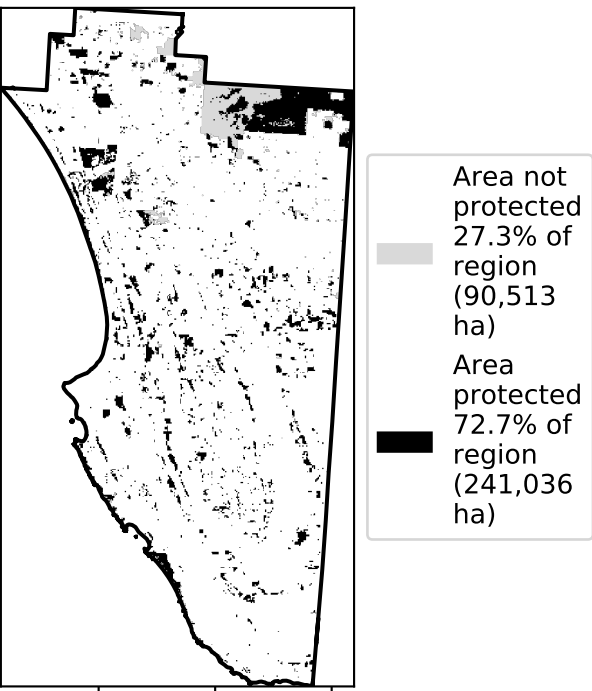 Area not
protected
27.3% of
region
(90,513
ha)
Area
protected
72.7% of
region
(241,036
ha)